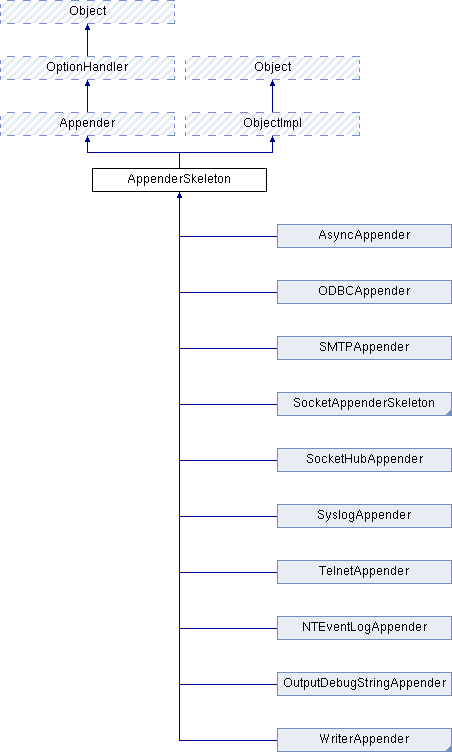 Object
OptionHandler
Object
Appender
ObjectImpl
AppenderSkeleton
AsyncAppender
ODBCAppender
SMTPAppender
SocketAppenderSkeleton
SocketHubAppender
SyslogAppender
TelnetAppender
NTEventLogAppender
OutputDebugStringAppender
WriterAppender